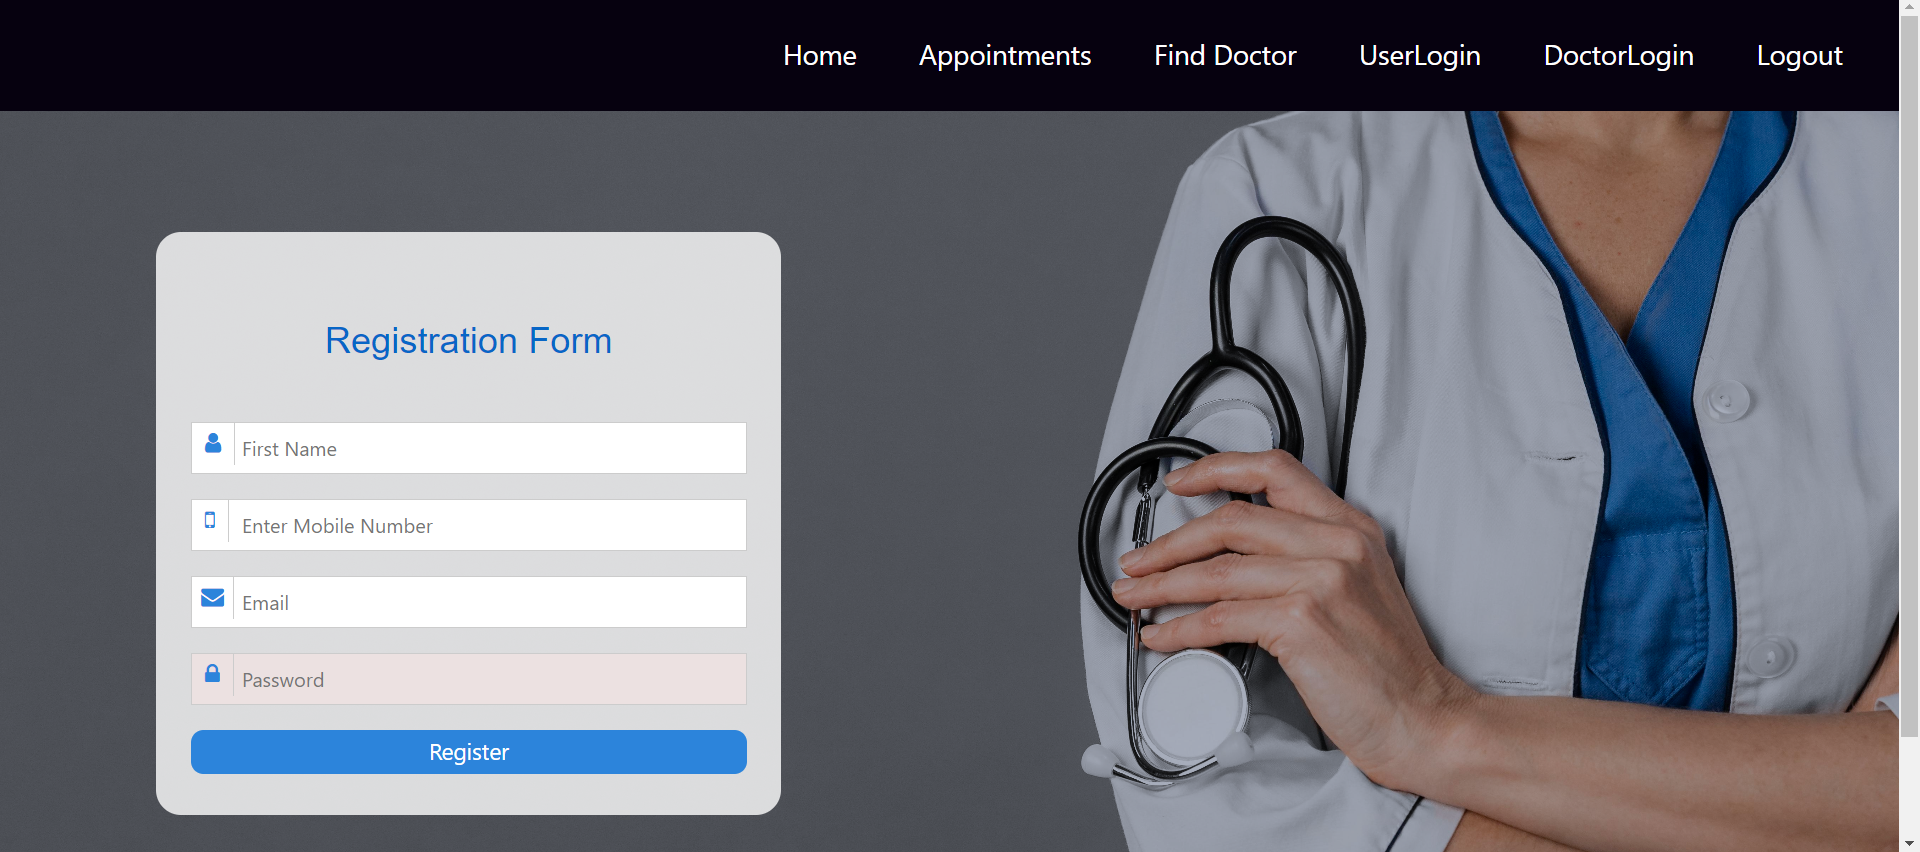 Home Appointments Find Doctor UserLogin DoctorLogin Logout
Registration Form
First Name
Enter Mobile Number
Email
Password
Register